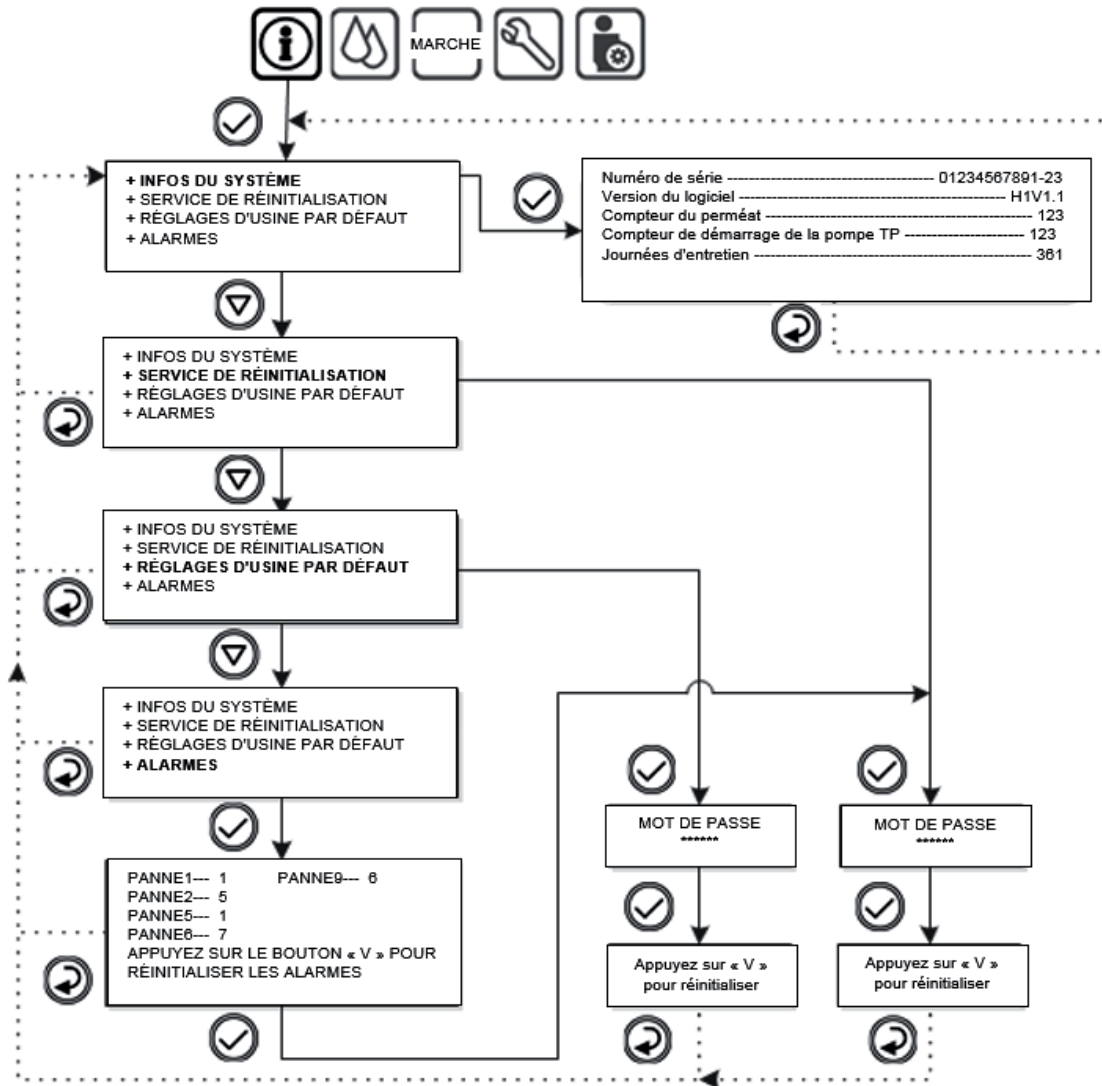 MARCHE
+ INFOS DU SYSTÈME
+ SERVICE DE RÉINITIALISATION
+ RÉGLAGES D'USINE PAR DÉFAUT
+ ALARMES
Numéro de série ------------------------------------- 01234567891-23
Version du logiciel ------------------------------------------------ H1V1.1
Compteur du perméat ------------------------------------------------ 123
Compteur de démarrage de la pompe TP --------------------- 123
Journées d'entretien -------------------------------------------------- 361
+ INFOS DU SYSTÈME
+ SERVICE DE RÉINITIALISATION
+ RÉGLAGES D'USINE PAR DÉFAUT
+ ALARMES
+ INFOS DU SYSTÈME
+ SERVICE DE RÉINITIALISATION
+ RÉGLAGES D'USINE PAR DÉFAUT
+ ALARMES
+ INFOS DU SYSTÈME
+ SERVICE DE RÉINITIALISATION
+ RÉGLAGES D'USINE PAR DÉFAUT
+ ALARMES
PANNE1--- 1 PANNE9--- 6
PANNE2--- 5
PANNE5--- 1
PANNE6--- 7
APPUYEZ SUR LE BOUTON « V » POUR
RÉINITIALISER LES ALARMES
MOT DE PASSE
******
Appuyez sur « V »
pour réinitialiser
MOT DE PASSE
******
Appuyez sur « V »
pour réinitialiser